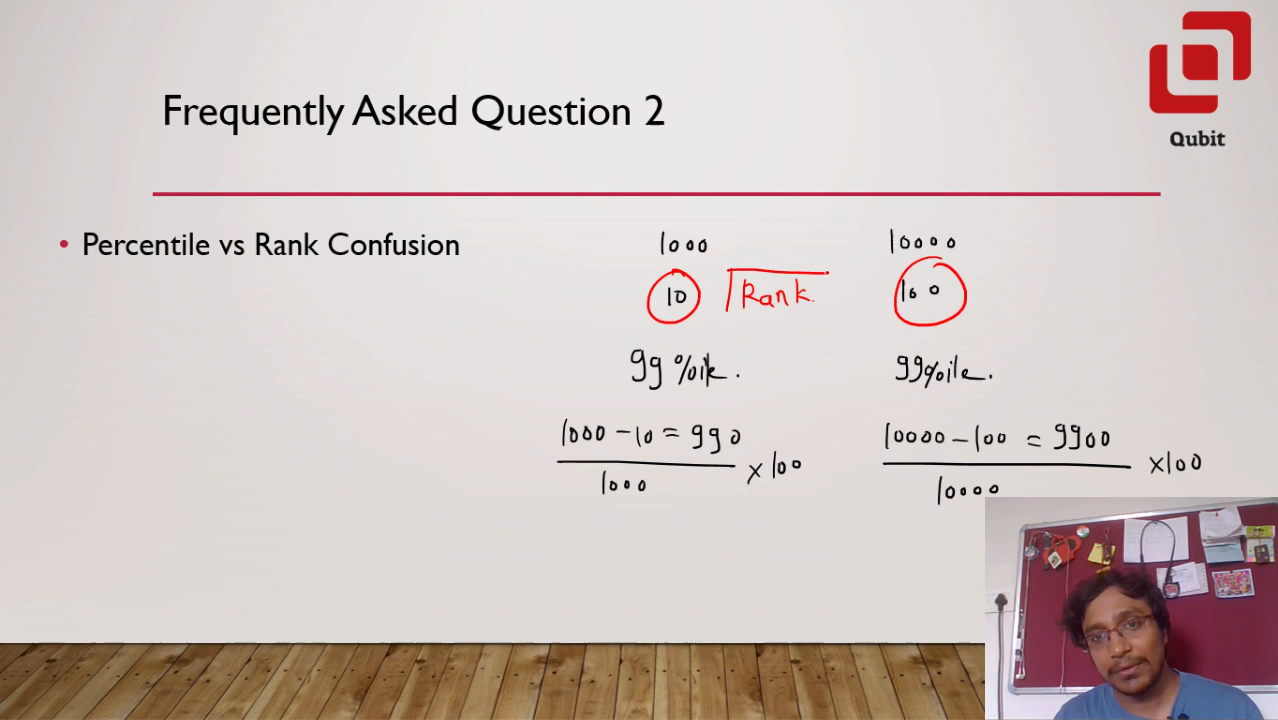 Qubit
Frequently Asked Question 2
• Percentile vs Rank Confusion
1000
10 Rank.
99 %ile.
1000 - 10 = 990
1000
× 100
10000
100
99%ile.
10000 - 100 = 9900
10000
×100